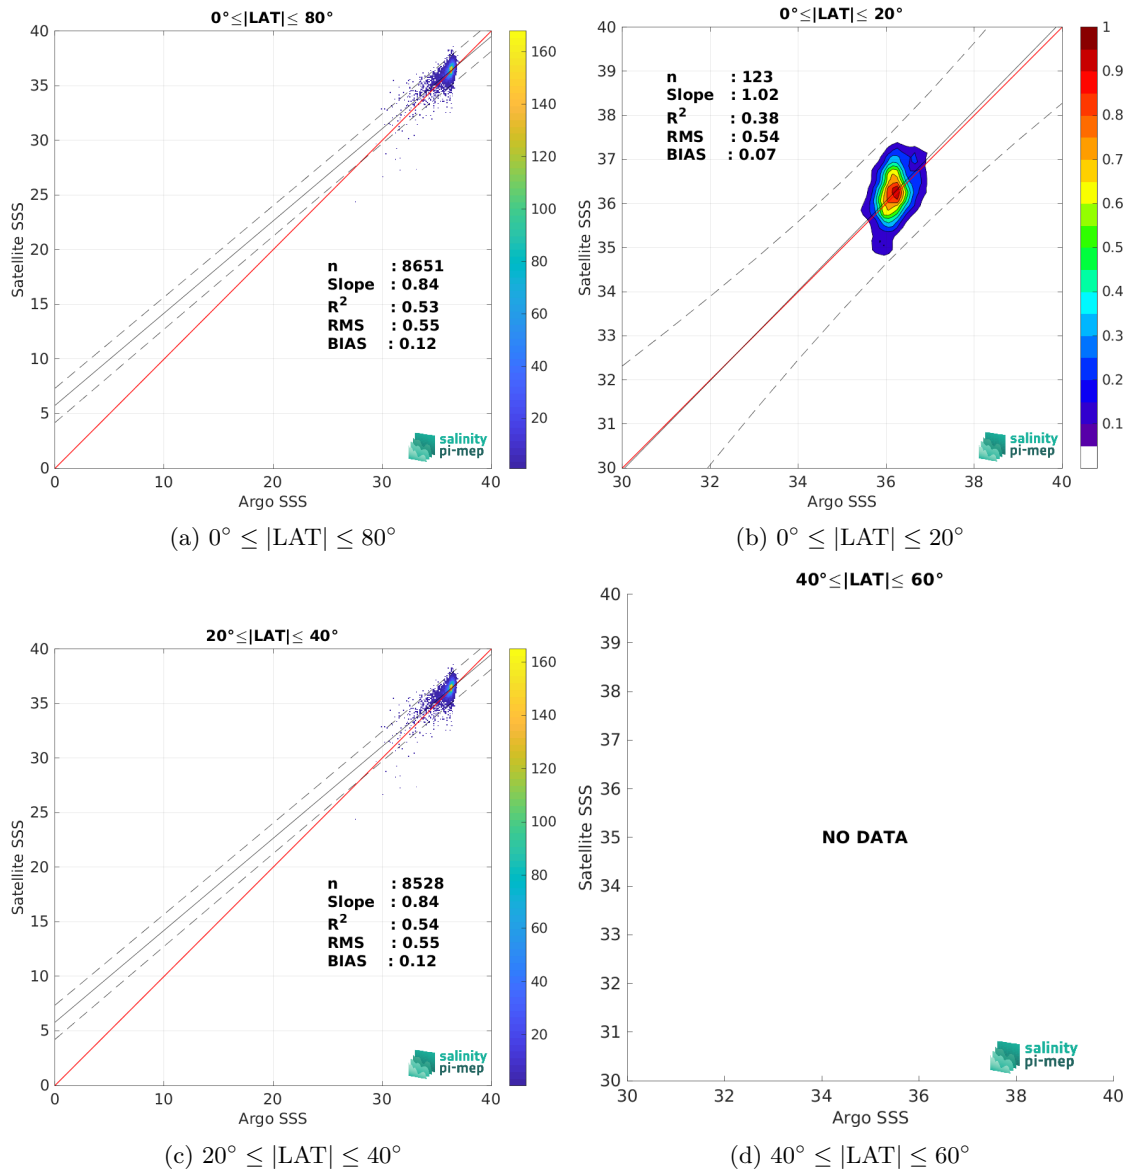 0°≤|LAT|≤ 80°
40
35
30
25
20
15
10
5
0
0
10
20
30
40
Satellite SSS
Argo SSS
n : 8651
Slope : 0.84
R² : 0.53
RMS : 0.55
BIAS : 0.12
160
140
120
100
80
60
40
20
salinity
pi-mep
(a) 0° ≤ |LAT| ≤ 80°
0°≤|LAT|≤ 20°
40
39
38
37
36
35
34
33
32
31
30
30
32
34
36
38
40
Satellite SSS
Argo SSS
n : 123
Slope : 1.02
R² : 0.38
RMS : 0.54
BIAS : 0.07
1
0.9
0.8
0.7
0.6
0.5
0.4
0.3
0.2
0.1
salinity
pi-mep
(b) 0° ≤ |LAT| ≤ 20°
20°≤|LAT|≤ 40°
40
35
30
25
20
15
10
5
0
0
10
20
30
40
Satellite SSS
Argo SSS
n : 8528
Slope : 0.84
R² : 0.54
RMS : 0.55
BIAS : 0.12
160
140
120
100
80
60
40
20
salinity
pi-mep
(c) 20° ≤ |LAT| ≤ 40°
40°≤|LAT|≤ 60°
40
39
38
37
36
35
34
33
32
31
30
30
32
34
36
38
40
Satellite SSS
Argo SSS
NO DATA
salinity
pi-mep
(d) 40° ≤ |LAT| ≤ 60°